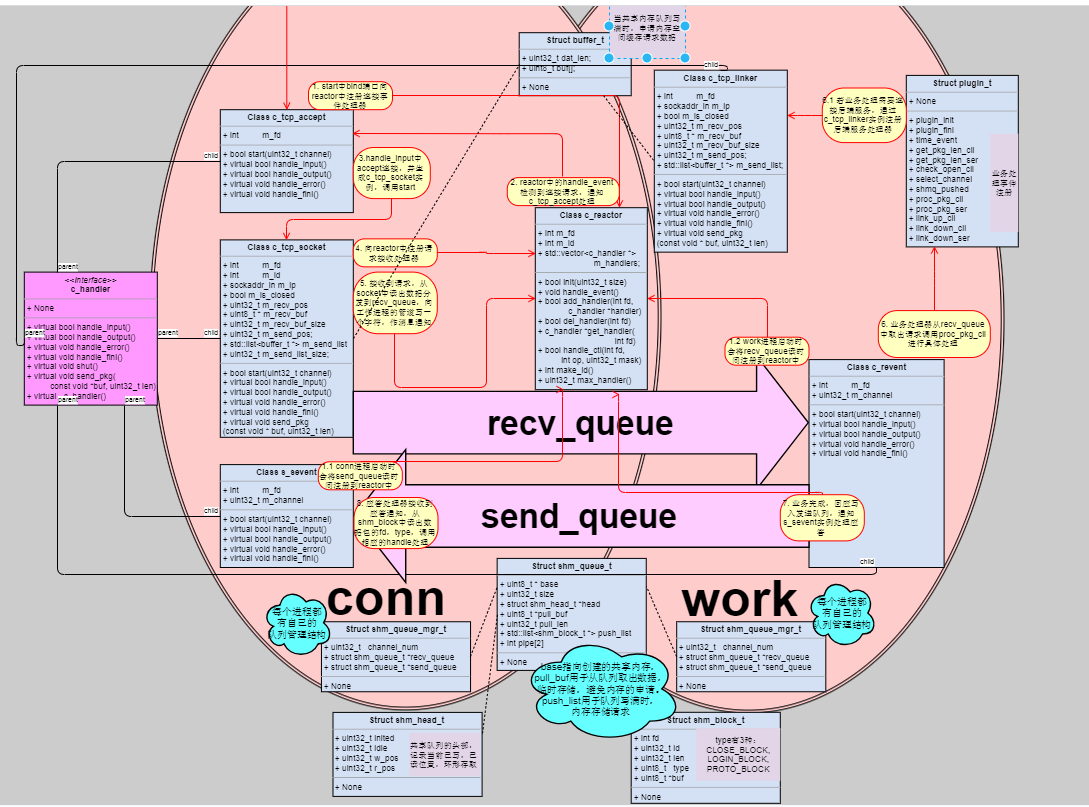 当共享内存队列写
满时，申请内存空
间缓存请求数据
Struct buffer_t
+ uint32_t dat_len;
+ uint8_t buf[];
+ None
child
Class c_tcp_linker
+ int m_fd
+ sockaddr_in m_ip
+ bool m_is_closed
+ uint32_t m_recv_pos
+ uint8_t * m_recv_buf
+ uint32_t m_recv_buf_size
+ uint32_t m_send_pos;
+ std::list<buffer_t *> m_send_list;
+ bool start(uint32_t channel)
+ virtual bool handle_input()
+ virtual bool handle_output()
+ virtual void handle_error()
+ virtual void handle_fini()
+ virtual void send_pkg
(const void * buf, uint32_t len)
Struct plugin_t
+ None
+ plugin_init
+ plugin_fini
+ time_event
+ get_pkg_len_cli
+ get_pkg_len_ser
+ check_open_cli
+ select_channel
+ shmq_pushed
+ proc_pkg_cli
+ proc_pkg_ser
+ link_up_cli
+ link_down_cli
+ link_down_ser
业务处
理事件
注册
1. start中bind端口向
reactor中注册连接事
件处理器
6.1 若业务处理需要连
接后端服务，通过
c_tcp_linker实例注册
后端服务处理器
Class c_tcp_accept
+ int m_fd
+ bool start(uint32_t channel)
+ virtual bool handle_input()
+ virtual bool handle_output()
+ virtual void handle_error()
+ virtual void handle_fini()
child
3.handle_input中
accept连接，并生
成c_tcp_socket实
例，调用start
2. reactor中的handle_event
检测到连接请求，通知
c_tcp_accept处理
Class c_reactor
+ int m_fd
+ int m_id
+ std::vector<c_handler *>
m_handlers;
+ bool init(uint32_t size)
+ void handle_event()
+ bool add_handler(int fd,
c_handler *handler)
+ bool del_handler(int fd)
+ c_handler *get_handler(
int fd)
+ bool handle_ctl(int fd,
int op, uint32_t mask)
+ int make_id()
+ uint32_t max_handler()
Class c_tcp_socket
+ int m_fd
+ int m_id
+ sockaddr_in m_ip
+ bool m_is_closed
+ uint32_t m_recv_pos
+ uint8_t * m_recv_buf
+ uint32_t m_recv_buf_size
+ uint32_t m_send_pos;
+ std::list<buffer_t *> m_send_list
+ uint32_t m_send_list_size;
+ bool start(uint32_t channel)
+ virtual bool handle_input()
+ virtual bool handle_output()
+ virtual void handle_error()
+ virtual void handle_fini()
+ virtual void send_pkg
(const void * buf, uint32_t len)
4. 向reactor中注册请
求接收处理器
5. 接收到请求，从
socket中读出数据分
发到recv_queue，向
工作进程的管道写一
个字符，作消息通知
parent
<<interface>>
c_handler
+ None
+ virtual bool handle_input()
+ virtual bool handle_output()
+ virtual void handle_error()
+ virtual void handle_fini()
+ virtual void shut()
+ virtual void send_pkg(
const void *buf, uint32_t len)
+ virtual ~c_handler()
parent
parent
child
parent
parent
6. 业务处理器从recv_queue
中取出请求调用proc_pkg_cli
进行具体处理
1.2 work进程启动时
会将recv_queue读时
间注册到reactor中
Class c_revent
+ int m_fd
+ uint32_t m_channel
+ bool start(uint32_t channel)
+ virtual bool handle_input()
+ virtual bool handle_output()
+ virtual void handle_error()
+ virtual void handle_fini()
child
recv_queue
1.1 conn进程启动时
会将send_queue读时
间注册到reactor中
Class s_sevent
+ int m_fd
+ uint32_t m_channel
+ bool start(uint32_t channel)
+ virtual bool handle_input()
+ virtual bool handle_output()
+ virtual void handle_error()
+ virtual void handle_fini()
child
8. 应答处理器接收到
应答通知，从
shm_block中读出数
据包的fd，type，调用
相应的handle处理
send_queue
7. 业务完成，回应写
入发送队列，通知
s_sevent实例处理应
答
conn
work
每个进程都
有自己的
队列管理结构
每个进程都
有自己的
队列管理结构
Struct shm_queue_t
+ uint8_t * base
+ uint32_t size
+ struct shm_head_t *head
+ uint8_t *pull_buf
+ uint32_t pull_len
+ std::list<shm_block_t *> push_list
+ int pipe[2]
+ None
Struct shm_queue_mgr_t
+ uint32_t channel_num
+ struct shm_queue_t *recv_queue
+ struct shm_queue_t *send_queue
+ None
Struct shm_queue_mgr_t
+ uint32_t channel_num
+ struct shm_queue_t *recv_queue
+ struct shm_queue_t *send_queue
+ None
base指向创建的共享内存，
pull_buf用于从队列取出数据，
临时存储，避免内存的申请。
push_list用于队列写满时，
内存存储请求
Struct shm_head_t
+ uint32_t inited
+ uint32_t idle
+ uint32_t w_pos
+ uint32_t r_pos
+ None
共享队列的头部，
记录当前已写，已
读位置，环形存取
Struct shm_block_t
+ int fd
+ uint32_t id
+ uint32_t len
+ uint8_t type
+ uint8_t *buf
+ None
type有3种：
CLOSE_BLOCK,
LOGIN_BLOCK,
PROTO_BLOCK